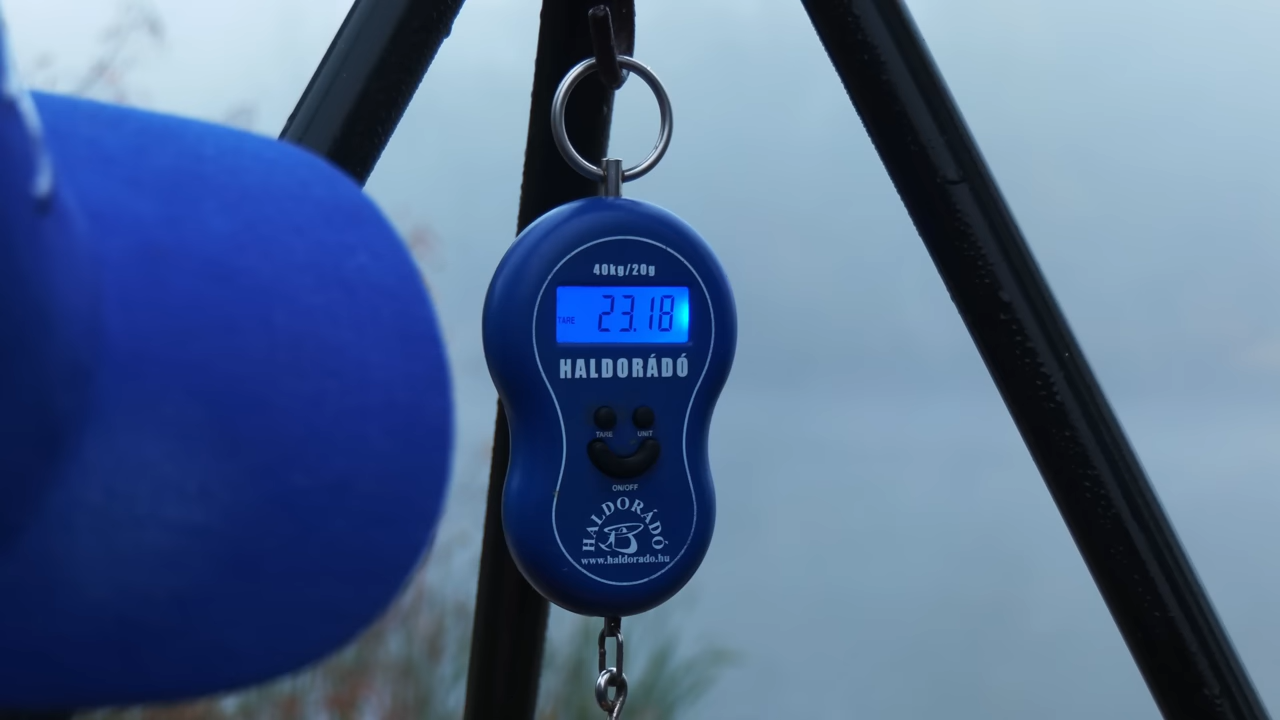 40kg/20g
TARE 23.18
HALDORÁDÓ
TARE UNIT
ON/OFF
HALDORÁDÓ
www.haldorado.hu